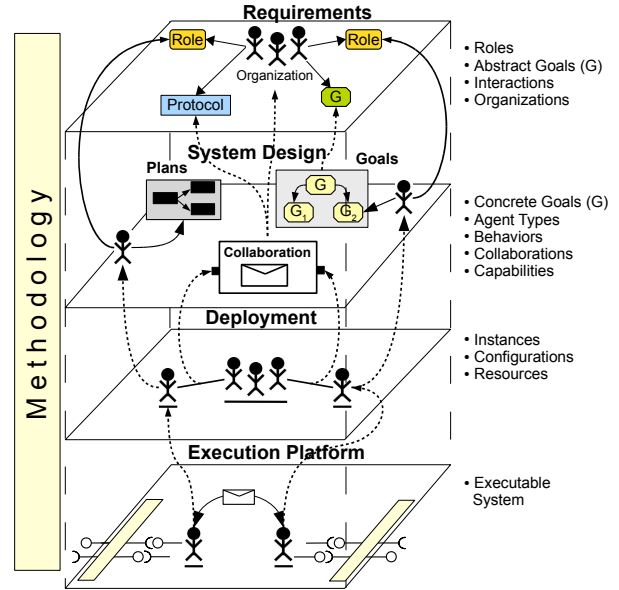 Requirements
Role
Role
Organization
Protocol
G
• Roles
• Abstract Goals (G)
• Interactions
• Organizations
System Design
Plans
Goals
G
G1
G2
Collaboration
• Concrete Goals (G)
• Agent Types
• Behaviors
• Collaborations
• Capabilities
Deployment
• Instances
• Configurations
• Resources
Execution Platform
• Executable
System
Methodology